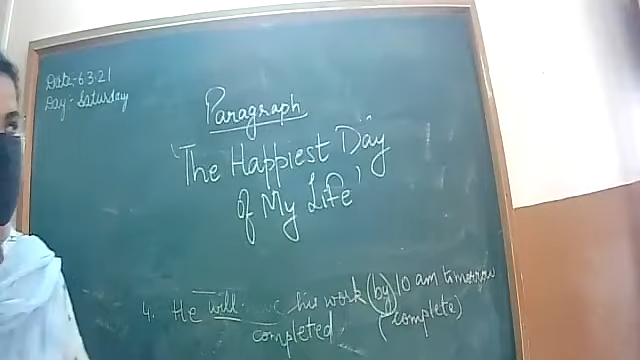 Date:- 6.3.21
Day:- Saturday
Paragraph
'The Happiest Day
of My Life'
4. He will his work (by) 10 am tomorrow
completed (complete)